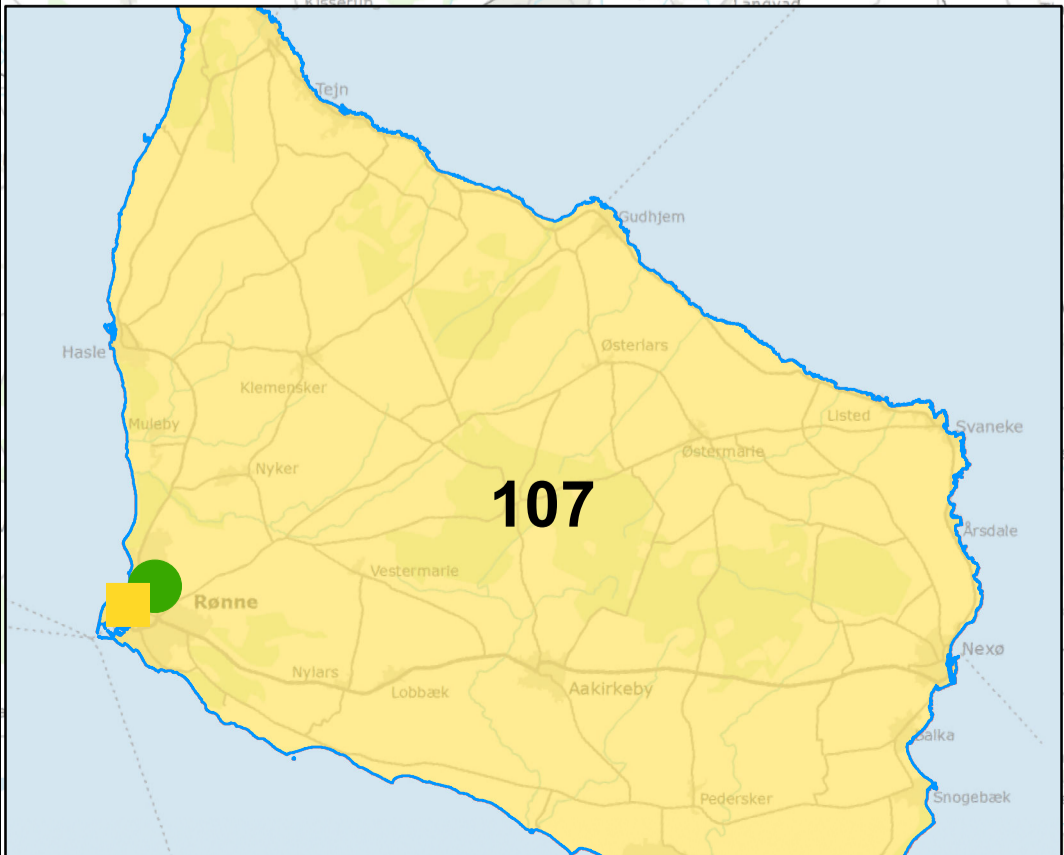 Tejn
Gudhjem
Hasle
Østerlars
Klemensker
Listed
Muleby
Svaneke
Østermarie
Nyker
107
Årsdale
Vestermarie
Rønne
Nexø
Nylars
Lobbæk
Aakirkeby
Balka
Snogebæk
Pedersker